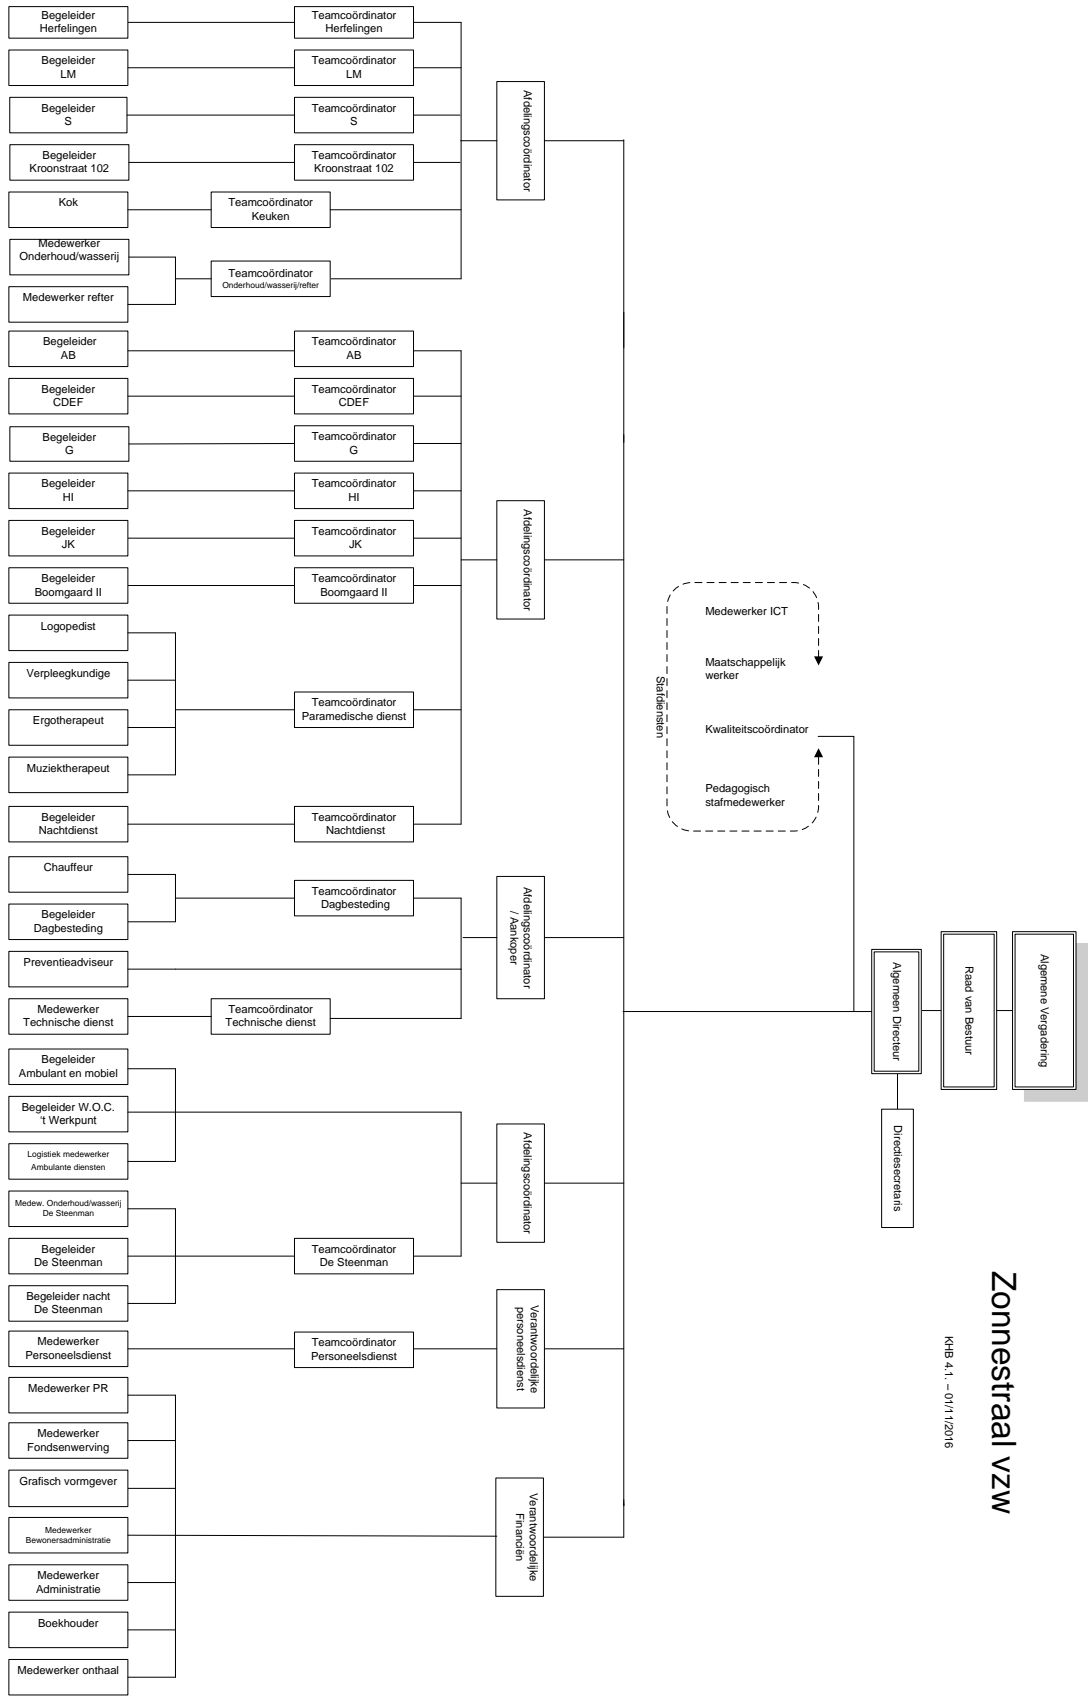 Zonnestraal vzw
KHB 4.1. – 01/11/2016
Algemene Vergadering
Raad van Bestuur
Algemeen Directeur
Directiesecretaris
Stafdiensten
Medewerker ICT
Maatschappelijk
werker
Kwaliteitscoördinator
Pedagogisch
stafmedewerker
Afdelingscoördinator
Teamcoördinator
Herfelingen
Begeleider
Herfelingen
Teamcoördinator
LM
Begeleider
LM
Teamcoördinator
S
Begeleider
S
Teamcoördinator
Kroonstraat 102
Begeleider
Kroonstraat 102
Teamcoördinator
Keuken
Kok
Teamcoördinator
Onderhoud/wasserij/refter
Medewerker
Onderhoud/wasserij
Medewerker refter
Afdelingscoördinator
Teamcoördinator
AB
Begeleider
AB
Teamcoördinator
CDEF
Begeleider
CDEF
Teamcoördinator
G
Begeleider
G
Teamcoördinator
HI
Begeleider
HI
Teamcoördinator
JK
Begeleider
JK
Teamcoördinator
Boomgaard II
Begeleider
Boomgaard II
Teamcoördinator
Paramedische dienst
Logopedist
Verpleegkundige
Ergotherapeut
Muziektherapeut
Teamcoördinator
Nachtdienst
Begeleider
Nachtdienst
Afdelingscoördinator
/ Aankoper
Teamcoördinator
Dagbesteding
Chauffeur
Begeleider
Dagbesteding
Preventieadviseur
Teamcoördinator
Technische dienst
Medewerker
Technische dienst
Afdelingscoördinator
Begeleider
Ambulant en mobiel
Begeleider W.O.C.
't Werkpunt
Logistiek medewerker
Ambulante diensten
Teamcoördinator
De Steenman
Medew. Onderhoud/wasserij
De Steenman
Begeleider
De Steenman
Begeleider nacht
De Steenman
Verantwoordelijke
personeelsdienst
Teamcoördinator
Personeelsdienst
Medewerker
Personeelsdienst
Verantwoordelijke
Financiën
Medewerker PR
Medewerker
Fondsenwerving
Grafisch vormgever
Medewerker
Bewonersadministratie
Medewerker
Administratie
Boekhouder
Medewerker onthaal